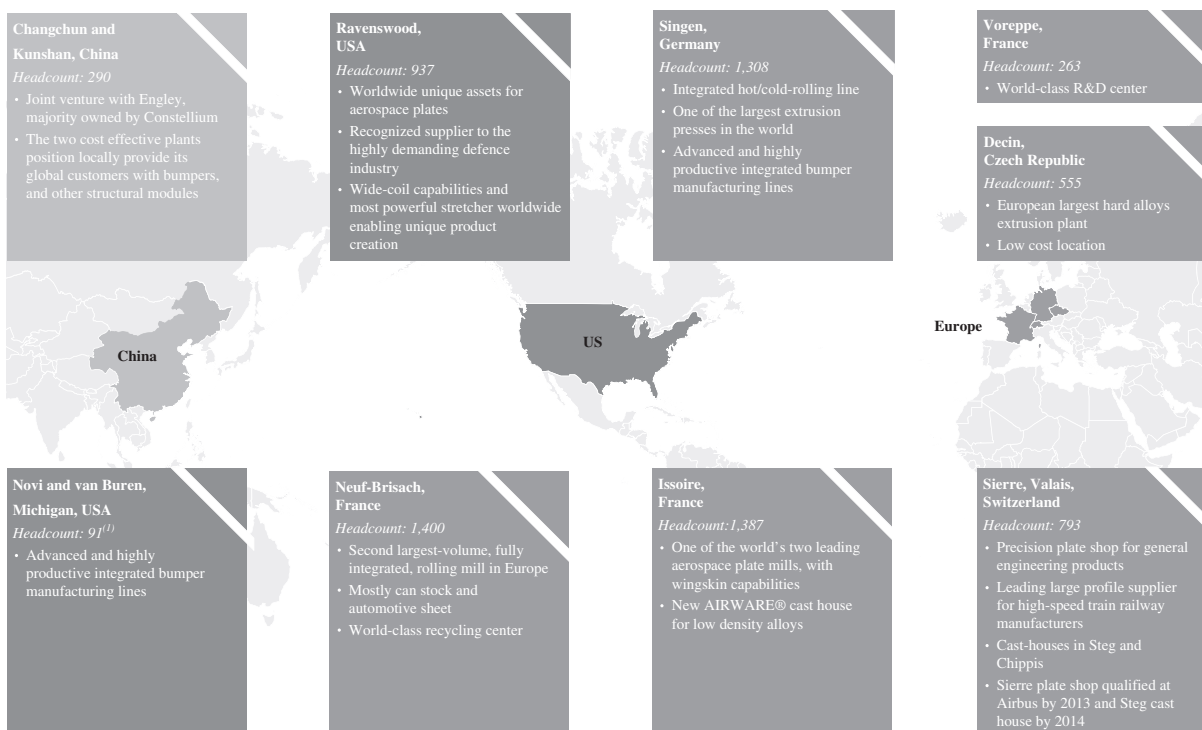 Changchun and
Kunshan, China
Headcount: 290
• Joint venture with Engley,
majority owned by Constellium
• The two cost effective plants
position locally provide its
global customers with bumpers,
and other structural modules
Ravenswood,
USA
Headcount: 937
• Worldwide unique assets for
aerospace plates
• Recognized supplier to the
highly demanding defence
industry
• Wide-coil capabilities and
most powerful stretcher worldwide
enabling unique product
creation
Singen,
Germany
Headcount: 1,308
• Integrated hot/cold-rolling line
• One of the largest extrusion
presses in the world
• Advanced and highly
productive integrated bumper
manufacturing lines
Voreppe,
France
Headcount: 263
• World-class R&D center
Decin,
Czech Republic
Headcount: 555
• European largest hard alloys
extrusion plant
• Low cost location
China
US
Europe
Novi and van Buren,
Michigan, USA
Headcount: 91(1)
• Advanced and highly
productive integrated bumper
manufacturing lines
Neuf-Brisach,
France
Headcount: 1,400
• Second largest-volume, fully
integrated, rolling mill in Europe
• Mostly can stock and
automotive sheet
• World-class recycling center
Issoire,
France
Headcount:1,387
• One of the world's two leading
aerospace plate mills, with
wingskin capabilities
• New AIRWARE® cast house
for low density alloys
Sierre, Valais,
Switzerland
Headcount: 793
• Precision plate shop for general
engineering products
• Leading large profile supplier
for high-speed train railway
manufacturers
• Cast-houses in Steg and
Chippis
• Sierre plate shop qualified at
Airbus by 2013 and Steg cast
house by 2014